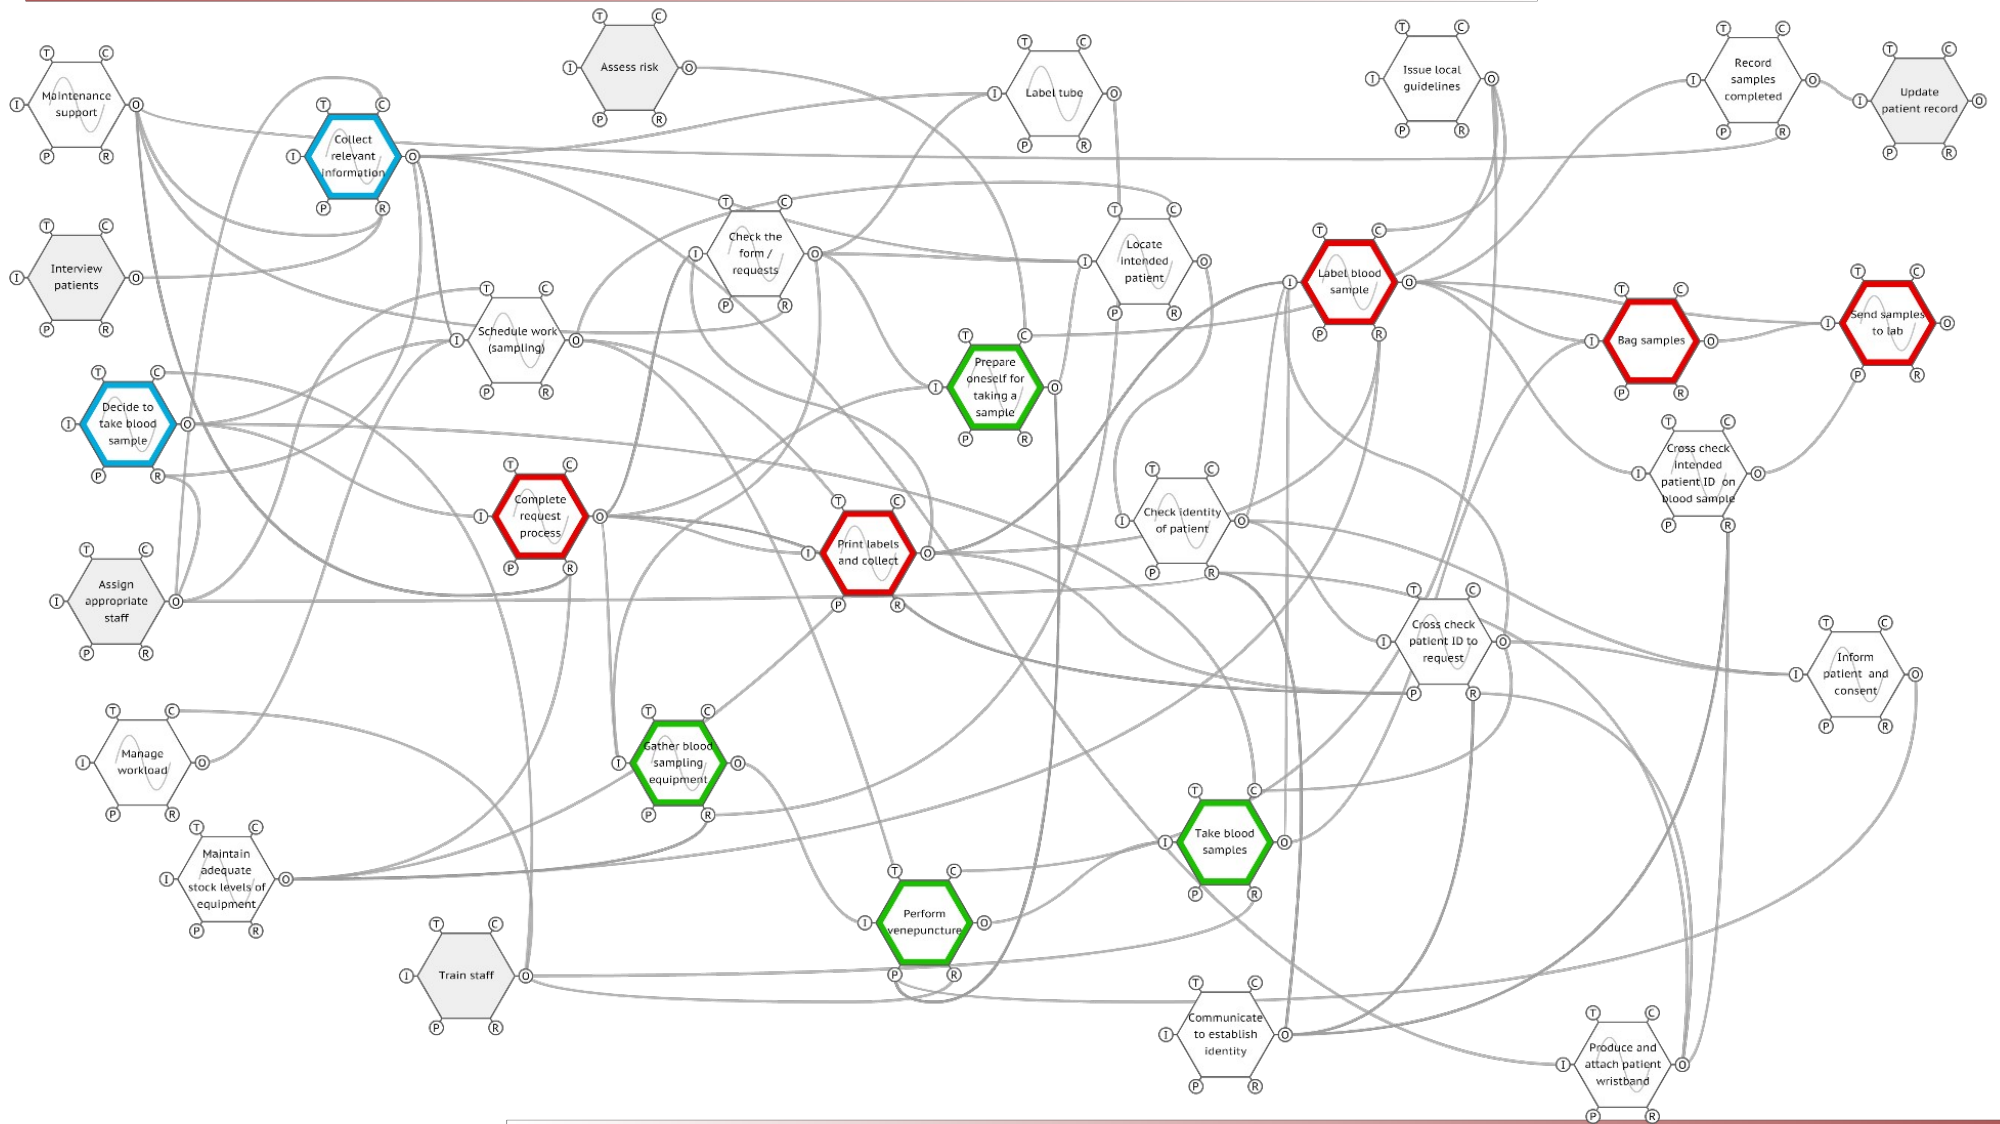 T C
Maintenance
support
I O
P R
T C
Collect
relevant
information
I O
P R
T C
Assess risk
I O
P R
T C
Label tube
I O
P R
T C
Issue local
guidelines
I O
P R
T C
Record
samples
completed
I O
P R
T C
Update
patient record
I O
P R
T C
Interview
patients
I O
P R
T C
Check the
form /
requests
I O
P R
T C
Locate
intended
patient
I O
P R
T C
Label blood
sample
I O
P R
T C
Schedule work
(sampling)
I O
P R
T C
Bag samples
I O
P R
T C
Send samples
to lab
I O
P R
T C
Decide to
take blood
sample
I O
P R
T C
Prepare
oneself for
taking a
sample
I O
P R
T C
Cross check
intended
patient ID on
blood sample
I O
P R
T C
Complete
request
process
I O
P R
T C
Print labels
and collect
I O
P R
T C
Check identity
of patient
I O
P R
T C
Assign
appropriate
staff
I O
P R
T C
Cross check
patient ID to
request
I O
P R
T C
Inform
patient and
consent
I O
P R
T C
Manage
workload
I O
P R
T C
Gather blood
sampling
equipment
I O
P R
T C
Take blood
samples
I O
P R
T C
Maintain
adequate
stock levels of
equipment
I O
P R
T C
Perform
venepuncture
I O
P R
T C
Train staff
I O
P R
T C
Communicate
to establish
identity
I O
P R
T C
Produce and
attach patient
wristband
I O
P R